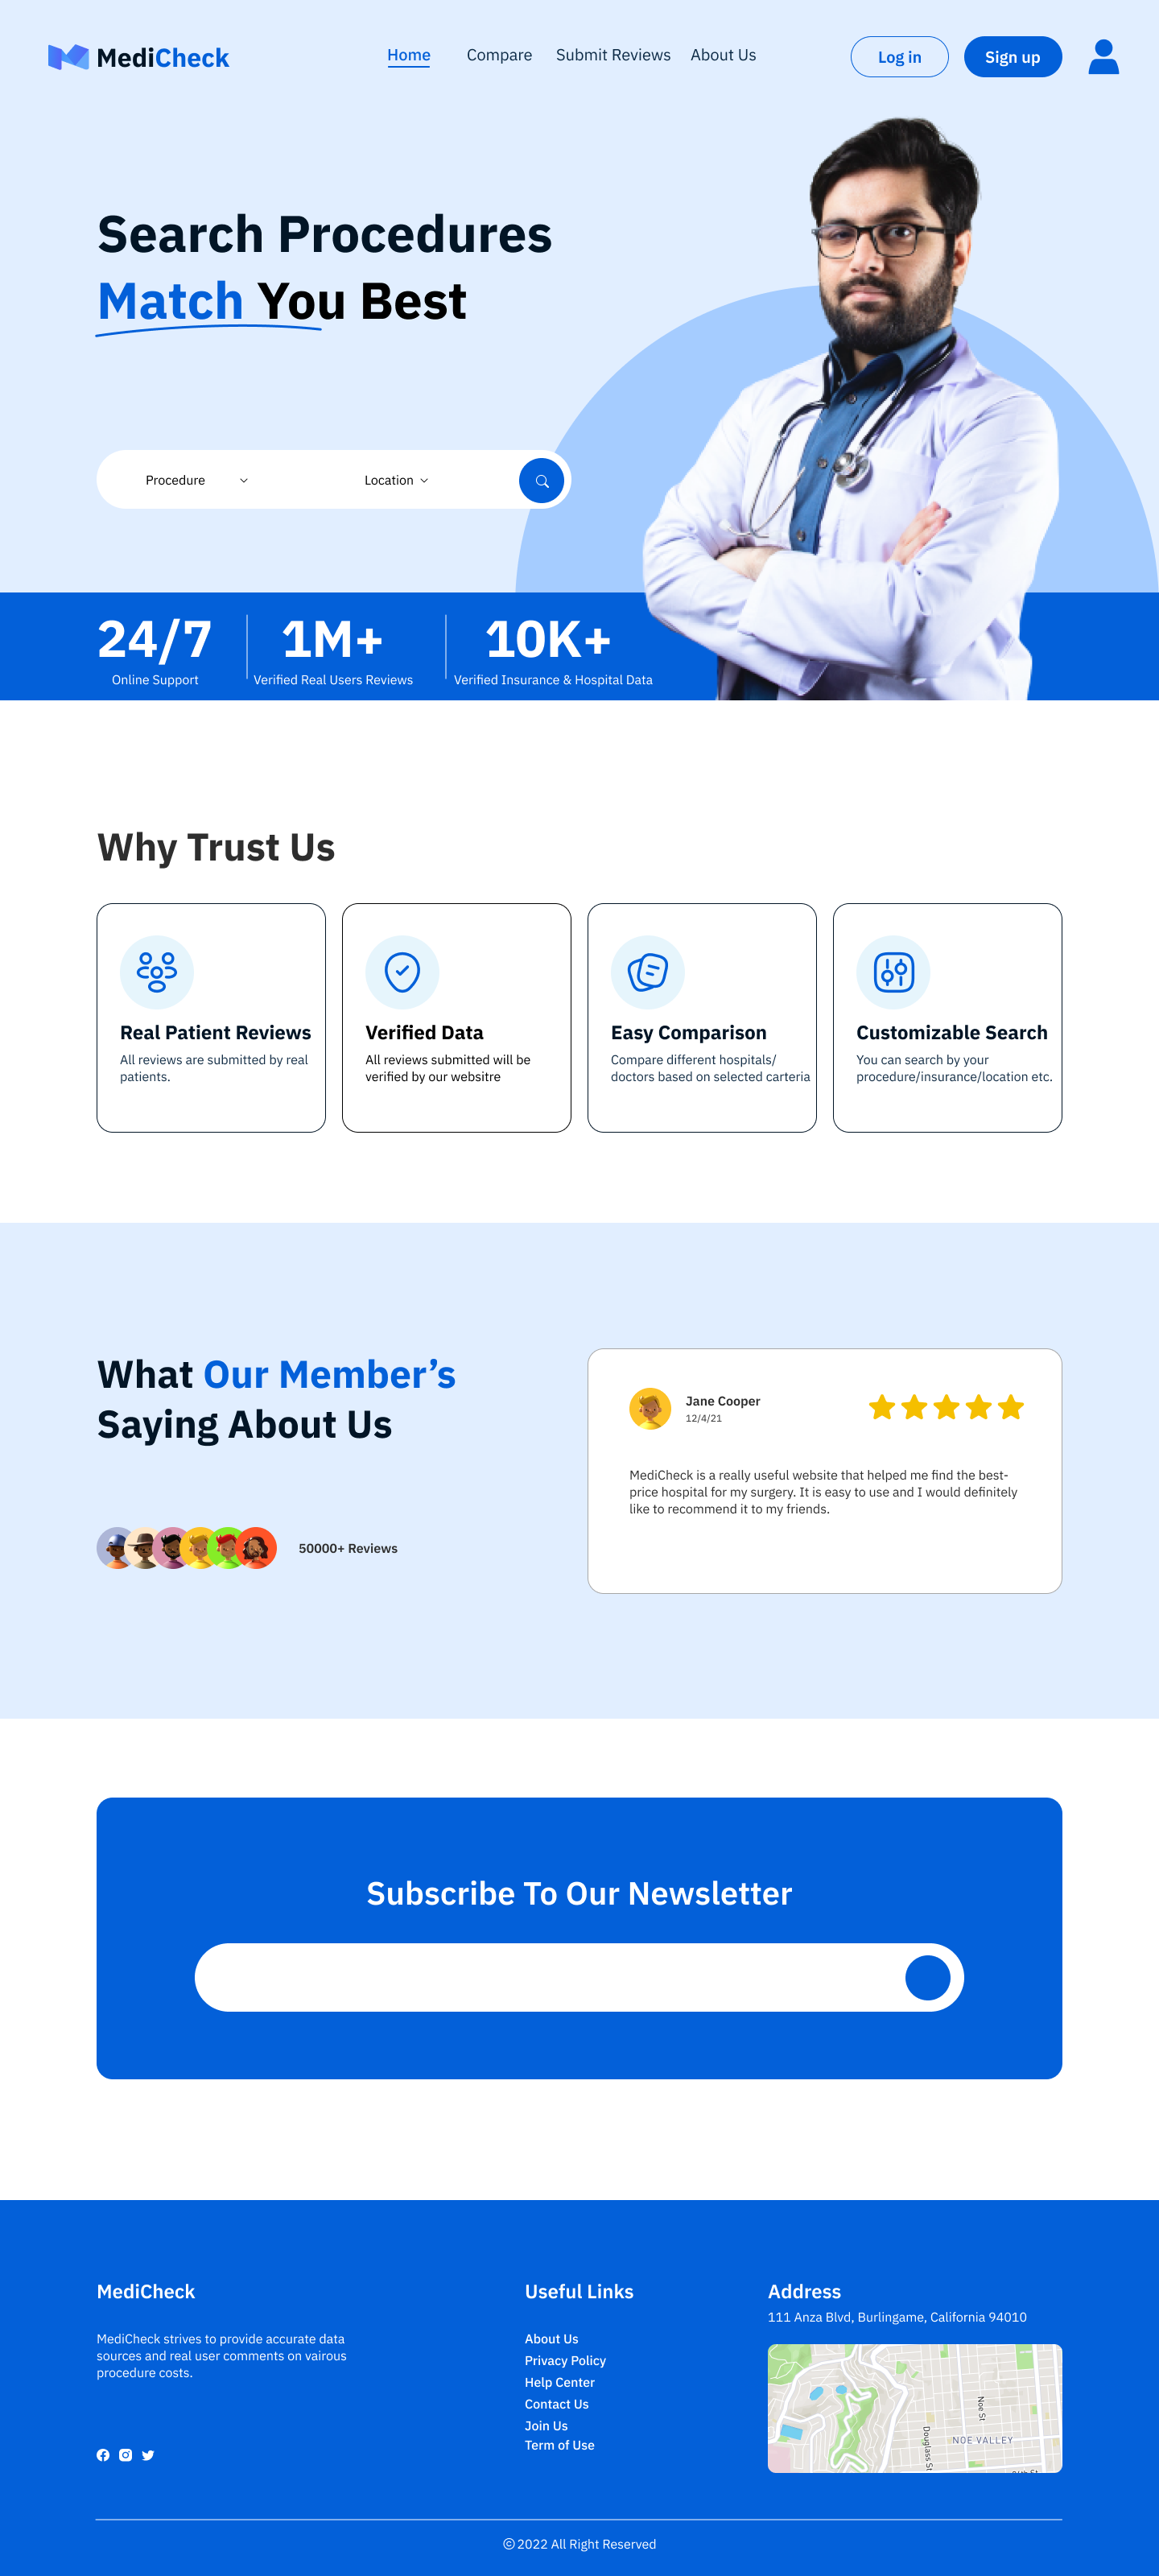 MediCheck
Home
Compare
Submit Reviews
About Us
Log in
Sign up
Search Procedures
Match You Best
Procedure
Location
24/7
Online Support
1M+
Verified Real Users Reviews
10K+
Verified Insurance & Hospital Data
Why Trust Us
Real Patient Reviews
All reviews are submitted by real
patients.
Verified Data
All reviews submitted will be
verified by our websitre
Easy Comparison
Compare different hospitals/
doctors based on selected carteria
Customizable Search
You can search by your
procedure/insurance/location etc.
What Our Member’s
Saying About Us
50000+ Reviews
Jane Cooper
12/4/21
MediCheck is a really useful website that helped me find the best-
price hospital for my surgery. It is easy to use and I would definitely
like to recommend it to my friends.
Subscribe To Our Newsletter
MediCheck
MediCheck strives to provide accurate data
sources and real user comments on vairous
procedure costs.
Useful Links
About Us
Privacy Policy
Help Center
Contact Us
Join Us
Term of Use
Address
111 Anza Blvd, Burlingame, California 94010
Noe St
Douglass St
NOE VALLEY
©2022 All Right Reserved